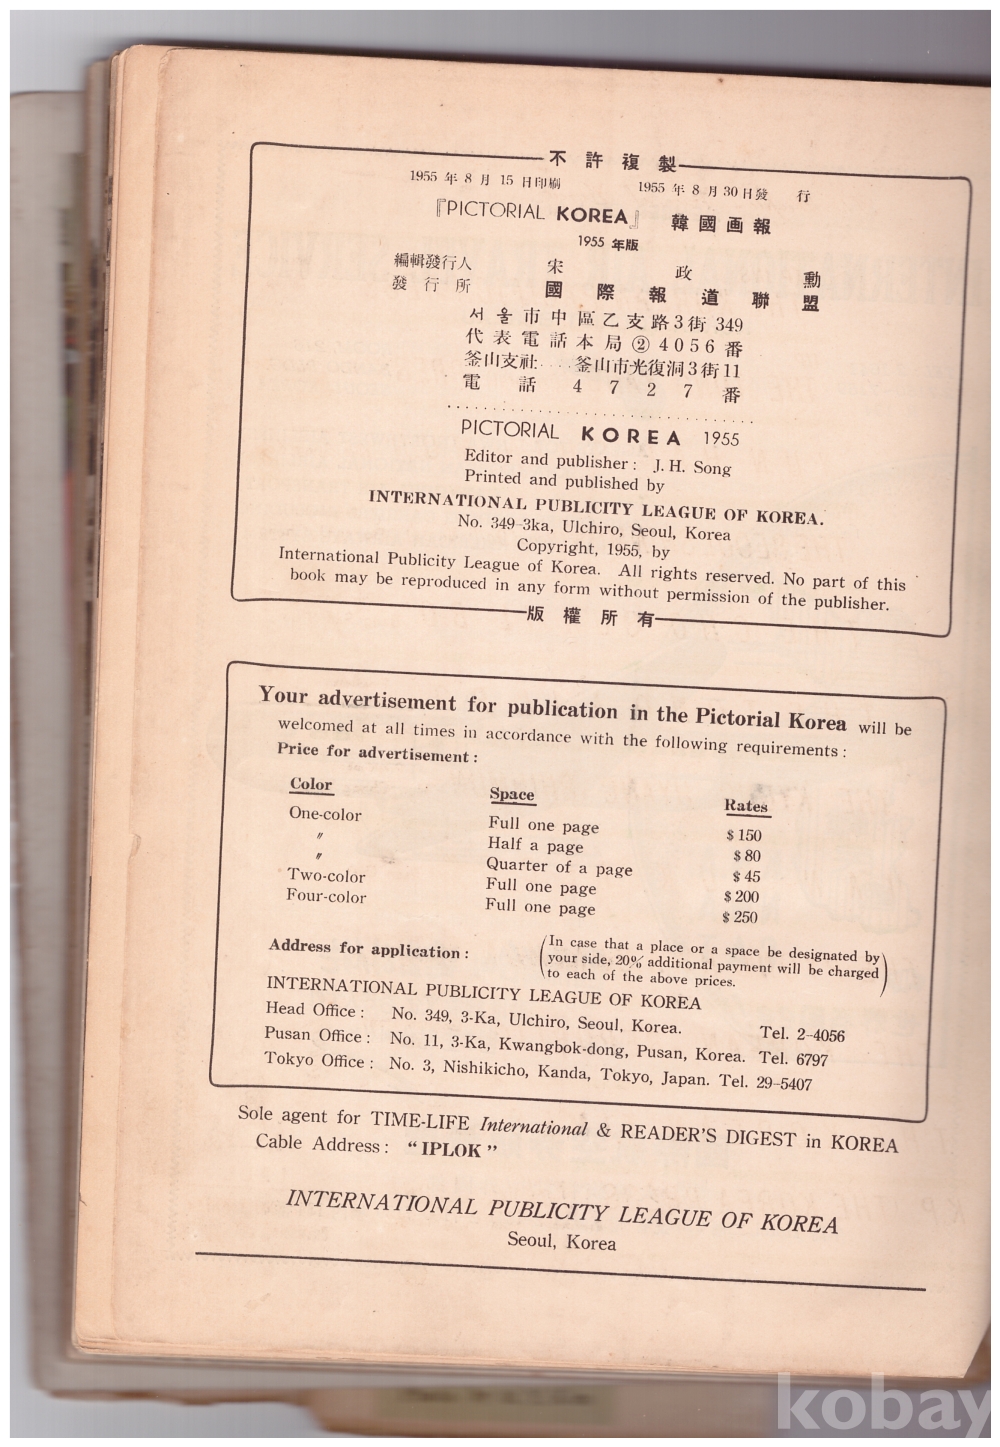 不許複製
1955 年 8 月 15 日印刷 1955 年 8 月 30 日發 行
『PICTORIAL KOREA』 韓國画報
1955 年版
編輯發行人 宋 政 勳
發 行 所 國 際 報 道 聯 盟
서울市中區乙支路3街 349
代表電話本局②4056番
釜山支社....釜山市光復洞3街11
電 話 4 7 2 7 番
PICTORIAL KOREA 1955
Editor and publisher : J. H. Song
Printed and published by
INTERNATIONAL PUBLICITY LEAGUE OF KOREA.
No. 349-3ka, Ulchiro, Seoul, Korea
Copyright, 1955, by
International Publicity League of Korea. All rights reserved. No part of this
book may be reproduced in any form without permission of the publisher.
版權所有
Your advertisement for publication in the Pictorial Korea will be
welcomed at all times in accordance with the following requirements :
Price for advertisement :
Color Space Rates
One-color Full one page $ 150
〃 Half a page $ 80
〃 Quarter of a page $ 45
Two-color Full one page $ 200
Four-color Full one page $ 250
Address for application :
(In case that a place or a space be designated by
your side, 20% additional payment will be charged
to each of the above prices.)
INTERNATIONAL PUBLICITY LEAGUE OF KOREA
Head Office : No. 349, 3-Ka, Ulchiro, Seoul, Korea. Tel. 2-4056
Pusan Office : No. 11, 3-Ka, Kwangbok-dong, Pusan, Korea. Tel. 6797
Tokyo Office : No. 3, Nishikicho, Kanda, Tokyo, Japan. Tel. 29-5407
Sole agent for TIME-LIFE International & READER'S DIGEST in KOREA
Cable Address : “IPLOK”
INTERNATIONAL PUBLICITY LEAGUE OF KOREA
Seoul, Korea
kobay